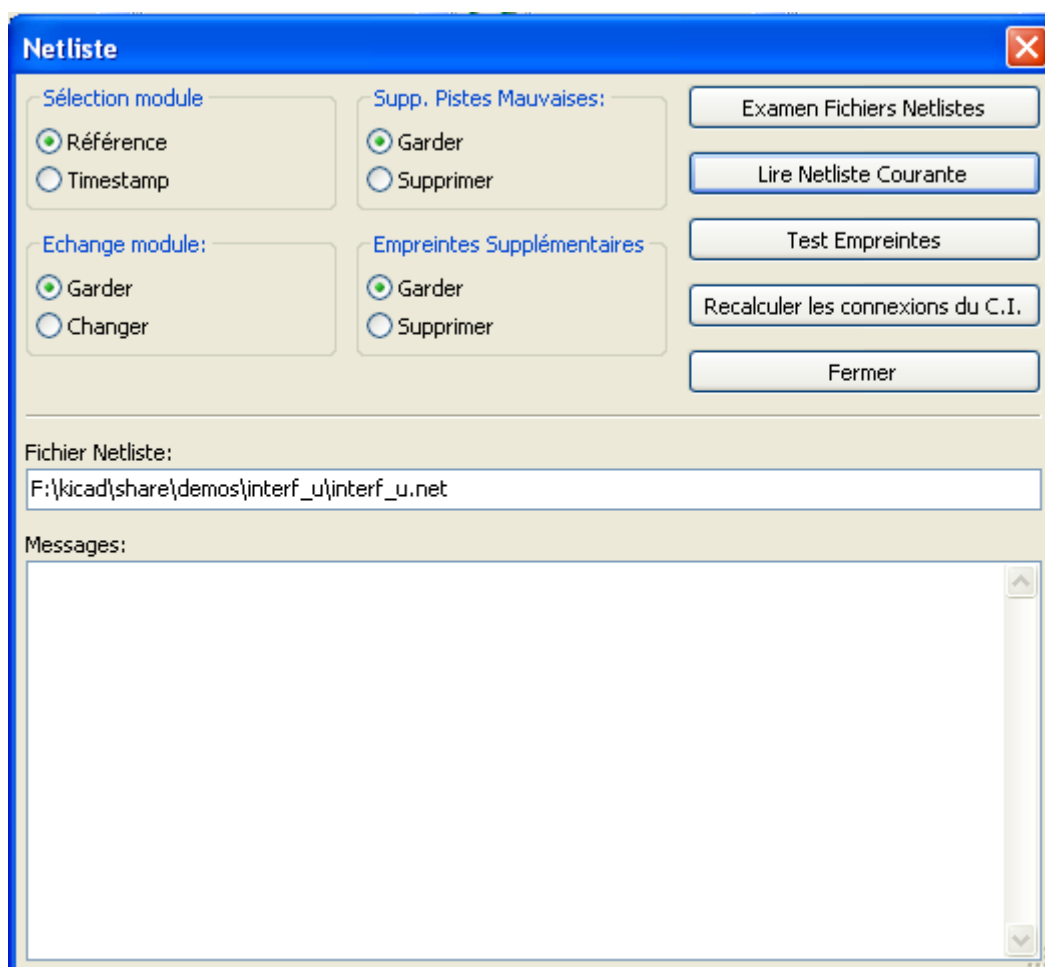 Netliste
Sélection module
Référence
Timestamp
Supp. Pistes Mauvaises:
Garder
Supprimer
Echange module:
Garder
Changer
Empreintes Supplémentaires
Garder
Supprimer
Examen Fichiers Netlistes
Lire Netliste Courante
Test Empreintes
Recalculer les connexions du C.I.
Fermer
Fichier Netliste:
F:\kicad\share\demos\interf_u\interf_u.net
Messages: